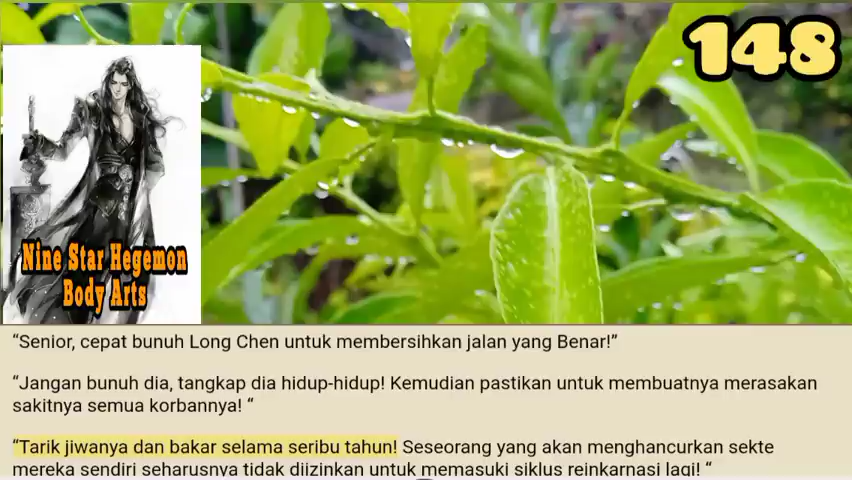 148
Nine Star Hegemon
Body Arts
“Senior, cepat bunuh Long Chen untuk membersihkan jalan yang Benar!”
“Jangan bunuh dia, tangkap dia hidup-hidup! Kemudian pastikan untuk membuatnya merasakan
sakitnya semua korbannya! “
“Tarik jiwanya dan bakar selama seribu tahun! Seseorang yang akan menghancurkan sekte
mereka sendiri seharusnya tidak diizinkan untuk memasuki siklus reinkarnasi lagi! “